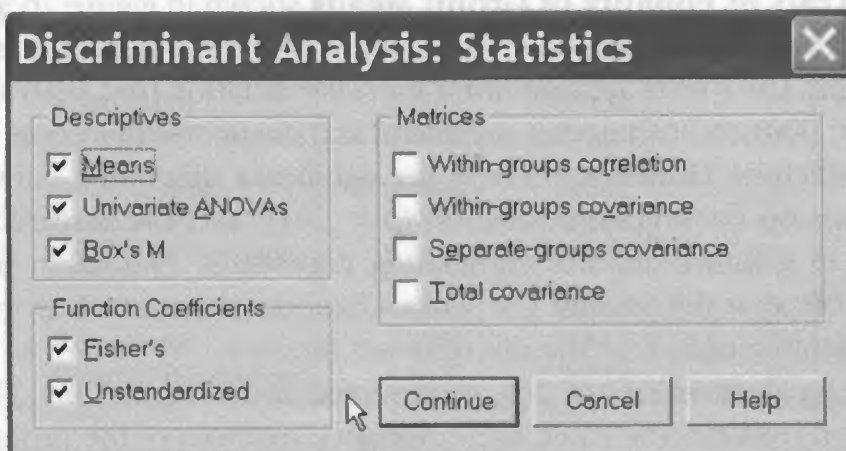 Discriminant Analysis: Statistics
Descriptives
Means
Univariate ANOVAs
Box's M
Function Coefficients
Fisher's
Unstandardized
Matrices
Within-groups correlation
Within-groups covariance
Separate-groups covariance
Total covariance
Continue
Cancel
Help